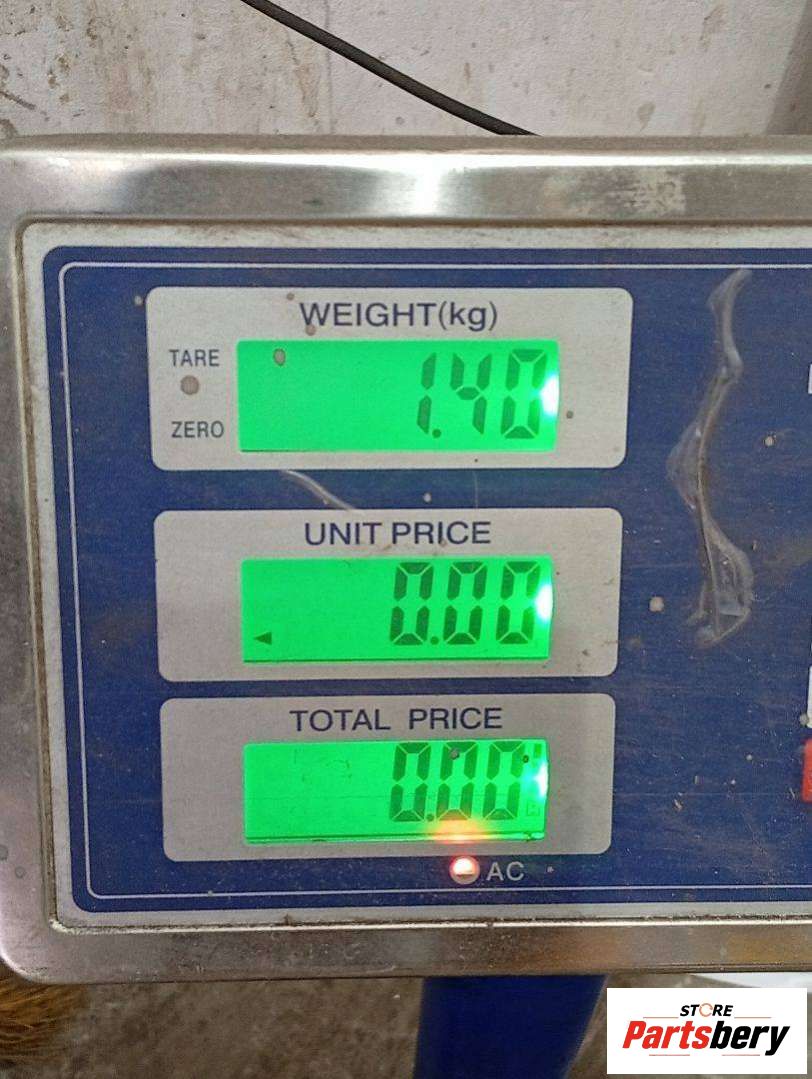 WEIGHT(kg)
TARE
1.40
ZERO
UNIT PRICE
0.00
TOTAL PRICE
0.00
AC
STORE
Partsbery